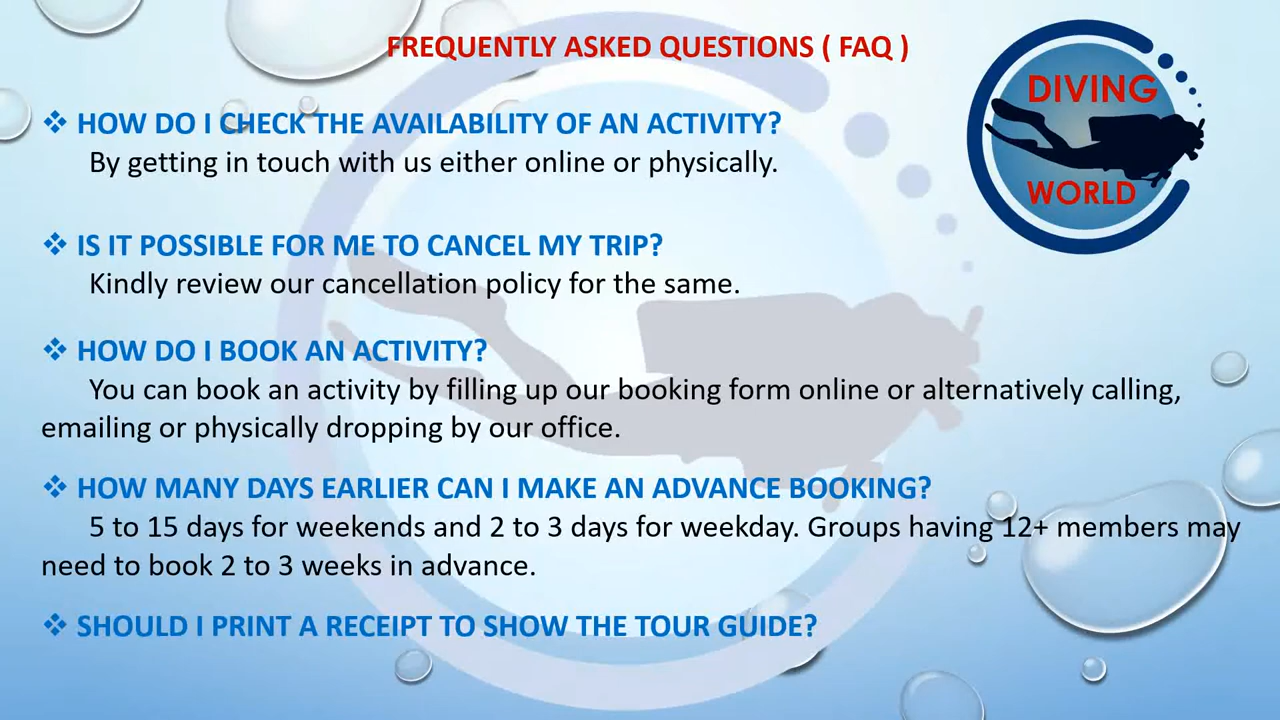 FREQUENTLY ASKED QUESTIONS ( FAQ )
DIVING
WORLD
❖ HOW DO I CHECK THE AVAILABILITY OF AN ACTIVITY?
By getting in touch with us either online or physically.
❖ IS IT POSSIBLE FOR ME TO CANCEL MY TRIP?
Kindly review our cancellation policy for the same.
❖ HOW DO I BOOK AN ACTIVITY?
You can book an activity by filling up our booking form online or alternatively calling,
emailing or physically dropping by our office.
❖ HOW MANY DAYS EARLIER CAN I MAKE AN ADVANCE BOOKING?
5 to 15 days for weekends and 2 to 3 days for weekday. Groups having 12+ members may
need to book 2 to 3 weeks in advance.
❖ SHOULD I PRINT A RECEIPT TO SHOW THE TOUR GUIDE?